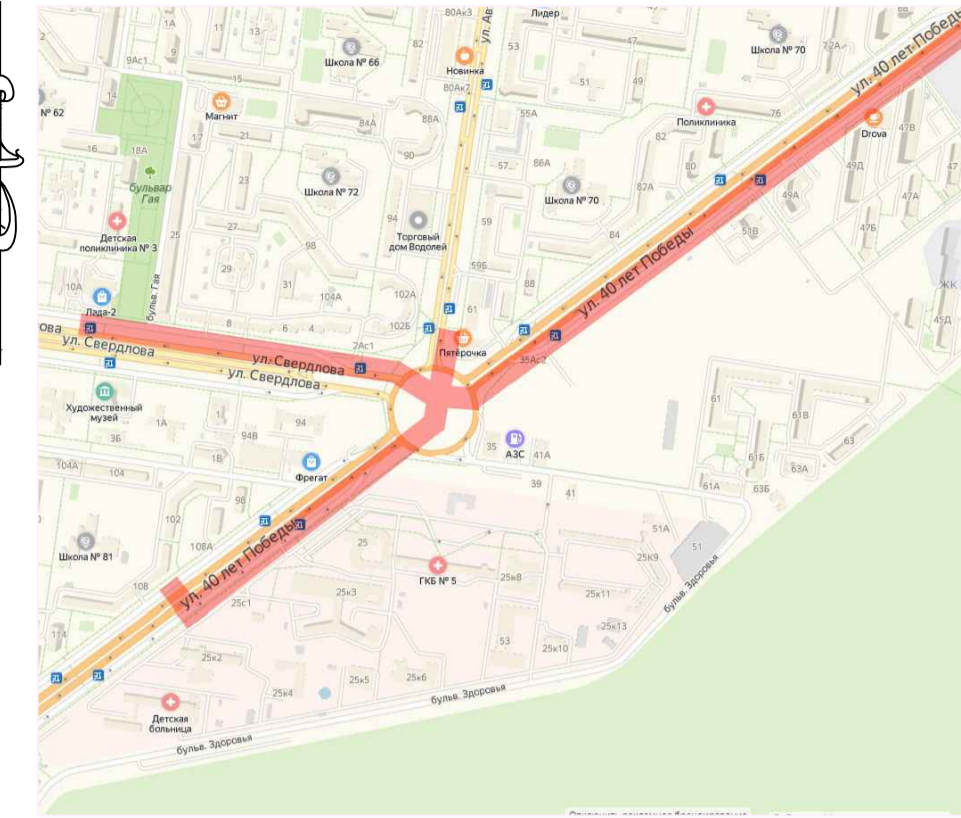 80Ак3
ул. Ав
Лидер
1А
11
13
Школа № 66
82
53
47
Школа № 70
72А
ул. 40 лет Победы
9
9Ас1
15
Новинка
80Ак2
51
49
14
Магнит
Поликлиника
76
Drova
47В
№ 62
17
21
84А
88А
55А
82
16
18А
90
57
86А
80
49Д
47
бульвар
Гая
23
Школа № 72
Школа № 70
82А
49А
47А
Детская
поликлиника № 3
25
27
98
94
Торговый
дом Водолей
59
84
51В
47Б
ул. 40 лет Победы
29
59Б
10А
31
104А
102А
88
ЖК
Лада-2
бульв. Гая
8
6
4
102Б
61
45Д
ова
ул. Свердлова
2Ас1
Пятёрочка
35Ас2
ул. Свердлова
ул. Свердлова
Художественный
музей
1А
94
61
61В
3Б
94В
35
АЗС
41А
63
104А
104
1В
Фрегат
61Б
63А
39
41
61А
63Б
98
102
51А
51
Школа № 81
108А
ул. 40 лет Победы
25
ГКБ № 5
25к9
25к8
108
25к3
25к11
бульв. Здоровья
25с1
114
25к13
53
25к10
25к2
25к4
25к5
25к6
бульв. Здоровья
Детская
больница
бульв. Здоровья